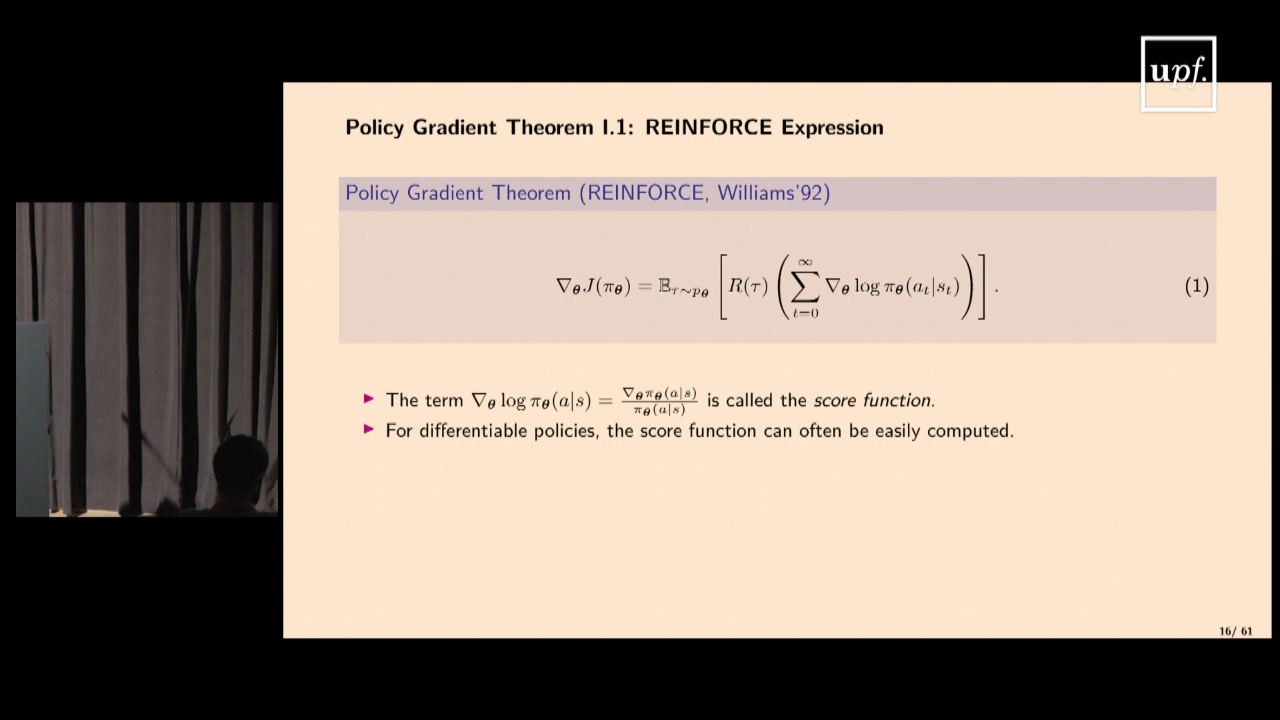 upf.
Policy Gradient Theorem I.1: REINFORCE Expression
Policy Gradient Theorem (REINFORCE, Williams'92)
∇θJ(πθ) = 𝔼τ∼pθ [R(τ) (∑_{t=0}^{∞} ∇θ log πθ(at|st))] . (1)
▶ The term ∇θ log πθ(a|s) = ∇θπθ(a|s)/πθ(a|s) is called the score function.
▶ For differentiable policies, the score function can often be easily computed.
16/ 61